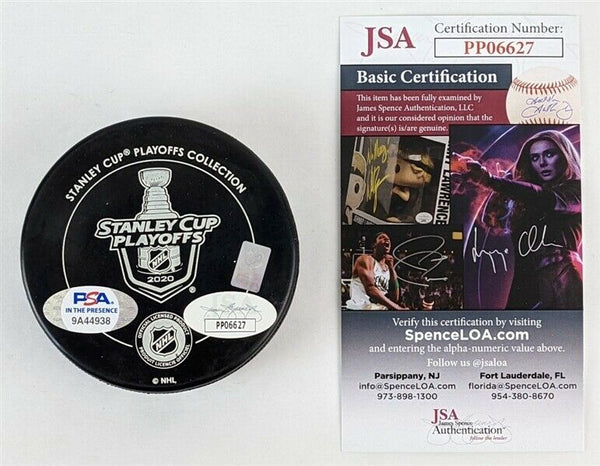 STANLEY CUP® PLAYOFFS COLLECTION
STANLEY CUP
PLAYOFFS
NHL
2020
PSA
IN THE PRESENCE
9A44938
PP06627
OFFICIAL LICENSED PRODUCT
NHL
© NHL
JSA
Certification Number:
PP06627
Basic Certification
This item has been fully examined by
James Spence Authentication, LLC
and it is our considered opinion that the
signature(s) is/are genuine.
LAWRENCE
Verify this certification by visiting
SpenceLOA.com
and entering the alpha-numeric value above.
Follow us @jsaloa
Parsippany, NJ
info@SpenceLOA.com
973-898-1300
Fort Lauderdale, FL
florida@SpenceLOA.com
954-380-8670
JSA
James Spence
Authentication™
follow the leader